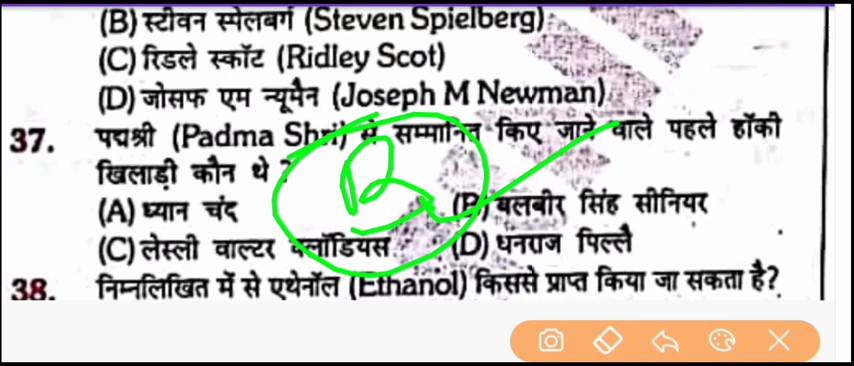 (B) स्टीवन स्पेलबर्ग (Steven Spielberg)
(C) रिडले स्कॉट (Ridley Scot)
(D) जोसफ एम न्यूमैन (Joseph M Newman)
37. पद्मश्री (Padma Shri) से सम्मानित किए जाने वाले पहले हॉकी
खिलाड़ी कौन थे ?
B
(A) ध्यान चंद (B) बलबीर सिंह सीनियर
(C) लेस्ली वाल्टर क्लॉडियस (D) धनराज पिल्लै
38. निम्नलिखित में से एथेनॉल (Ethanol) किससे प्राप्त किया जा सकता है?